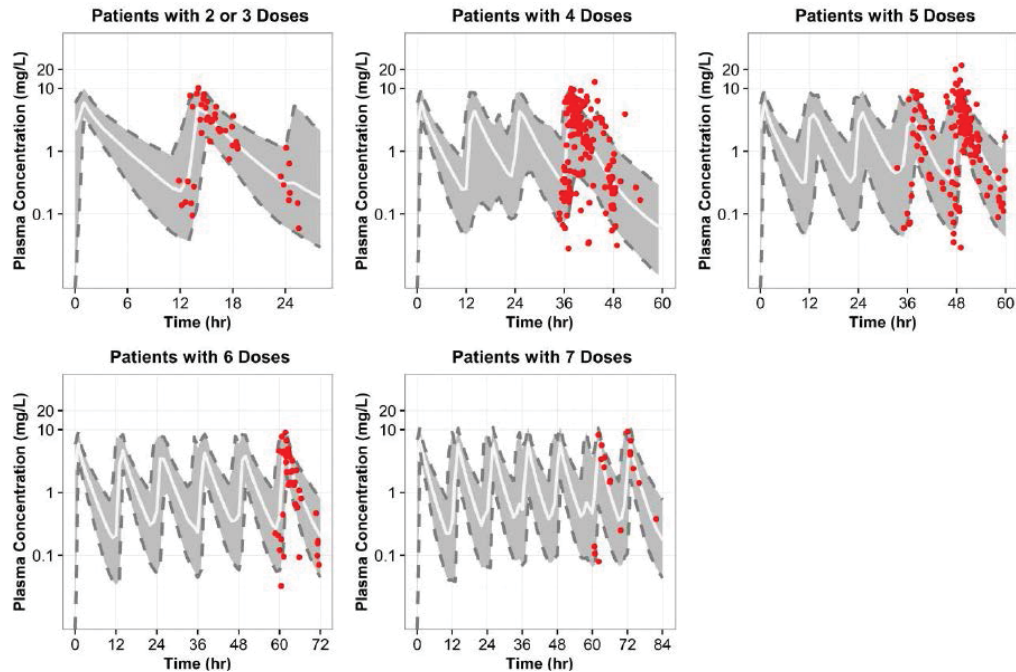 Patients with 2 or 3 Doses
Plasma Concentration (mg/L)
20
10
1
0.1
0 6 12 18 24
Time (hr)
Patients with 4 Doses
Plasma Concentration (mg/L)
20
10
1
0.1
0 12 24 36 48 60
Time (hr)
Patients with 5 Doses
Plasma Concentration (mg/L)
20
10
1
0.1
0 12 24 36 48 60
Time (hr)
Patients with 6 Doses
Plasma Concentration (mg/L)
20
10
1
0.1
0 12 24 36 48 60 72
Time (hr)
Patients with 7 Doses
Plasma Concentration (mg/L)
20
10
1
0.1
0 12 24 36 48 60 72 84
Time (hr)